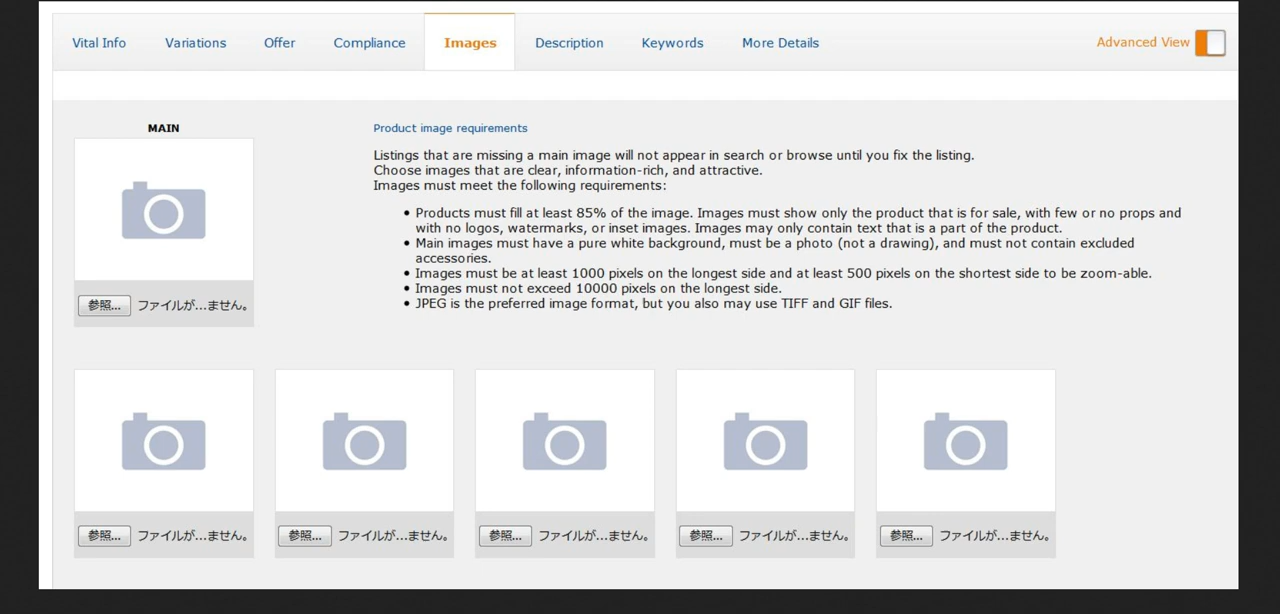 Vital Info Variations Offer Compliance Images Description Keywords More Details Advanced View
MAIN
Product image requirements
Listings that are missing a main image will not appear in search or browse until you fix the listing.
Choose images that are clear, information-rich, and attractive.
Images must meet the following requirements:
• Products must fill at least 85% of the image. Images must show only the product that is for sale, with few or no props and
with no logos, watermarks, or inset images. Images may only contain text that is a part of the product.
• Main images must have a pure white background, must be a photo (not a drawing), and must not contain excluded
accessories.
• Images must be at least 1000 pixels on the longest side and at least 500 pixels on the shortest side to be zoom-able.
• Images must not exceed 10000 pixels on the longest side.
• JPEG is the preferred image format, but you also may use TIFF and GIF files.
参照... ファイルが...ません。
参照... ファイルが...ません。 参照... ファイルが...ません。 参照... ファイルが...ません。 参照... ファイルが...ません。 参照... ファイルが...ません。